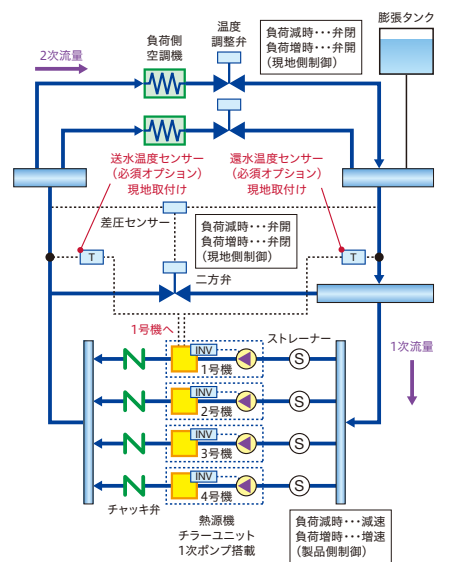 膨張タンク
温度
調整弁
負荷減時・・・弁閉
負荷増時・・・弁開
(現地側制御)
負荷側
空調機
2次流量
送水温度センサー
(必須オプション)
現地取付け
還水温度センサー
(必須オプション)
現地取付け
差圧センサー
負荷減時・・・弁開
負荷増時・・・弁閉
(現地側制御)
T
T
二方弁
1号機へ
ストレーナー
1次流量
INV
1号機
S
INV
2号機
S
INV
3号機
S
INV
4号機
S
チャッキ弁
熱源機
チラーユニット
1次ポンプ搭載
負荷減時・・・減速
負荷増時・・・増速
(製品側制御)